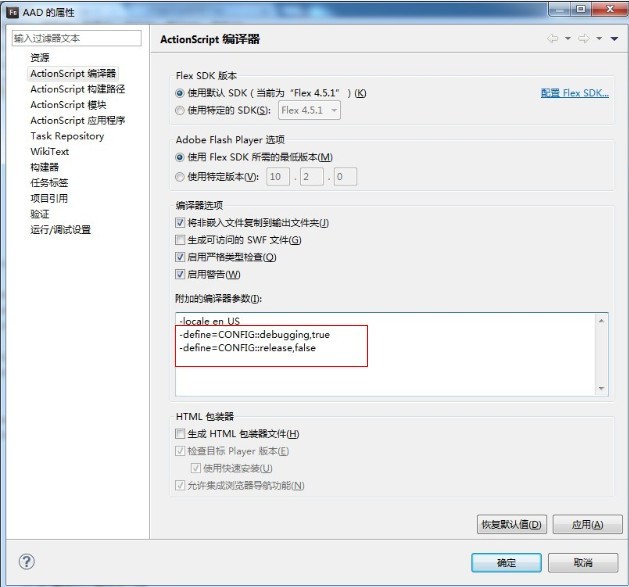 Fb AAD 的属性
输入过滤器文本
资源
ActionScript 编译器
ActionScript 构建路径
ActionScript 模块
ActionScript 应用程序
Task Repository
WikiText
构建器
任务标签
项目引用
验证
运行/调试设置
ActionScript 编译器
Flex SDK 版本
使用默认 SDK（当前为“Flex 4.5.1”）(K)
配置 Flex SDK...
使用特定的 SDK(S): Flex 4.5.1
Adobe Flash Player 选项
使用 Flex SDK 所需的最低版本(M)
使用特定版本(V): 10 . 2 . 0
编译器选项
将非嵌入文件复制到输出文件夹(J)
生成可访问的 SWF 文件(G)
启用严格类型检查(O)
启用警告(W)
附加的编译器参数(I):
-locale en_US
-define=CONFIG::debugging,true
-define=CONFIG::release,false
HTML 包装器
生成 HTML 包装器文件(H)
检查目标 Player 版本(E)
使用快速安装(U)
允许集成浏览器导航功能(N)
恢复默认值(D) 应用(A)
? 确定 取消